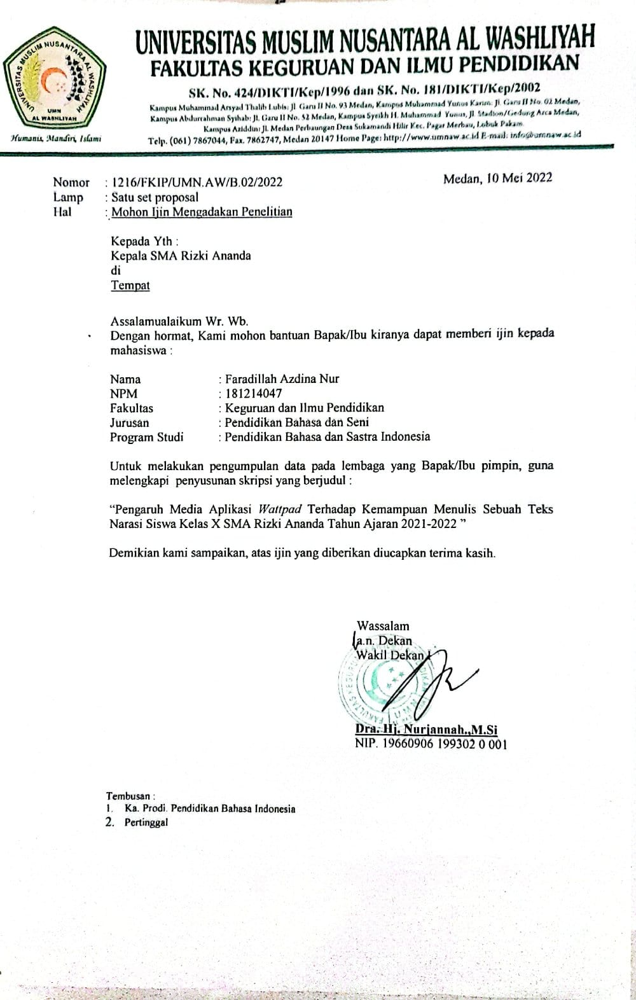 UNIVERSITAS MUSLIM NUSANTARA AL WASHLIYAH
FAKULTAS KEGURUAN DAN ILMU PENDIDIKAN
SK. No. 424/DIKTI/Kep/1996 dan SK. No. 181/DIKTI/Kep/2002
Kampus Muhammad Arsyad Thalib Lubis: Jl Garu II No. 93 Medan, Kampus Muhammad Yunus Karim: Jl. Garu II No. 02 Medan,
Kampus Abdurrahman Syihab: Jl. Garu II No. 52 Medan, Kampus Syeikh H. Muhammad Yunus, Jl. Stadion/Gedung Arca Medan,
Kampus Aziddin: Jl. Medan Perbaungan Desa Sukamandi Hilir Kec. Pagar Merbau, Lubuk Pakam
Telp. (061) 7867044, Fax. 7862747, Medan 20147 Home Page: http://www.umnaw.ac.id E-mail: info@umnaw.ac.id
UNIVERSITAS MUSLIM NUSANTARA AL WASHLIYAH
UMN
AL WASHLIYAH
Humanis, Mandiri, Islami
Nomor : 1216/FKIP/UMN.AW/B.02/2022 Medan, 10 Mei 2022
Lamp : Satu set proposal
Hal : Mohon Ijin Mengadakan Penelitian
Kepada Yth :
Kepala SMA Rizki Ananda
di
Tempat
Assalamualaikum Wr. Wb.
Dengan hormat, Kami mohon bantuan Bapak/Ibu kiranya dapat memberi ijin kepada
mahasiswa :
Nama : Faradillah Azdina Nur
NPM : 181214047
Fakultas : Keguruan dan Ilmu Pendidikan
Jurusan : Pendidikan Bahasa dan Seni
Program Studi : Pendidikan Bahasa dan Sastra Indonesia
Untuk melakukan pengumpulan data pada lembaga yang Bapak/Ibu pimpin, guna
melengkapi penyusunan skripsi yang berjudul :
“Pengaruh Media Aplikasi Wattpad Terhadap Kemampuan Menulis Sebuah Teks
Narasi Siswa Kelas X SMA Rizki Ananda Tahun Ajaran 2021-2022 ”
Demikian kami sampaikan, atas ijin yang diberikan diucapkan terima kasih.
Wassalam
a.n. Dekan
Wakil Dekan I
Dra. Hj. Nurjannah.,M.Si
NIP. 19660906 199302 0 001
Tembusan :
1. Ka. Prodi. Pendidikan Bahasa Indonesia
2. Pertinggal